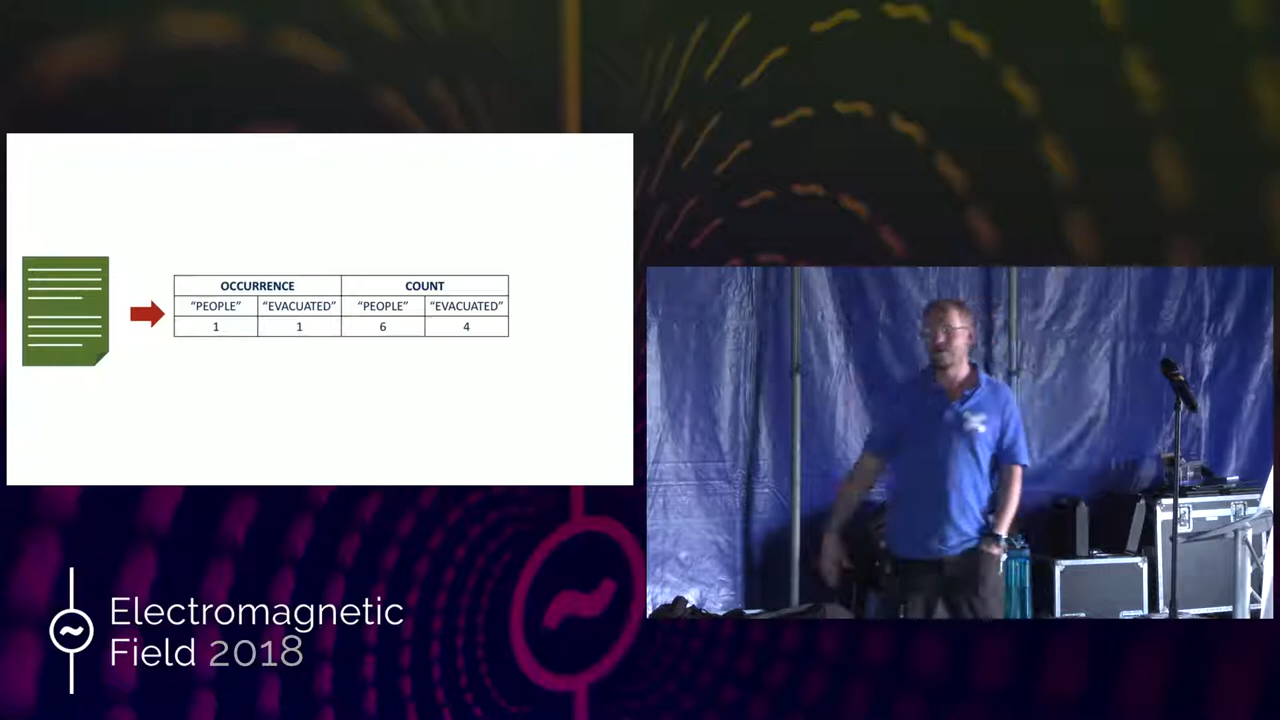 OCCURRENCE COUNT
“PEOPLE” “EVACUATED” “PEOPLE” “EVACUATED”
1 1 6 4
Electromagnetic
Field 2018